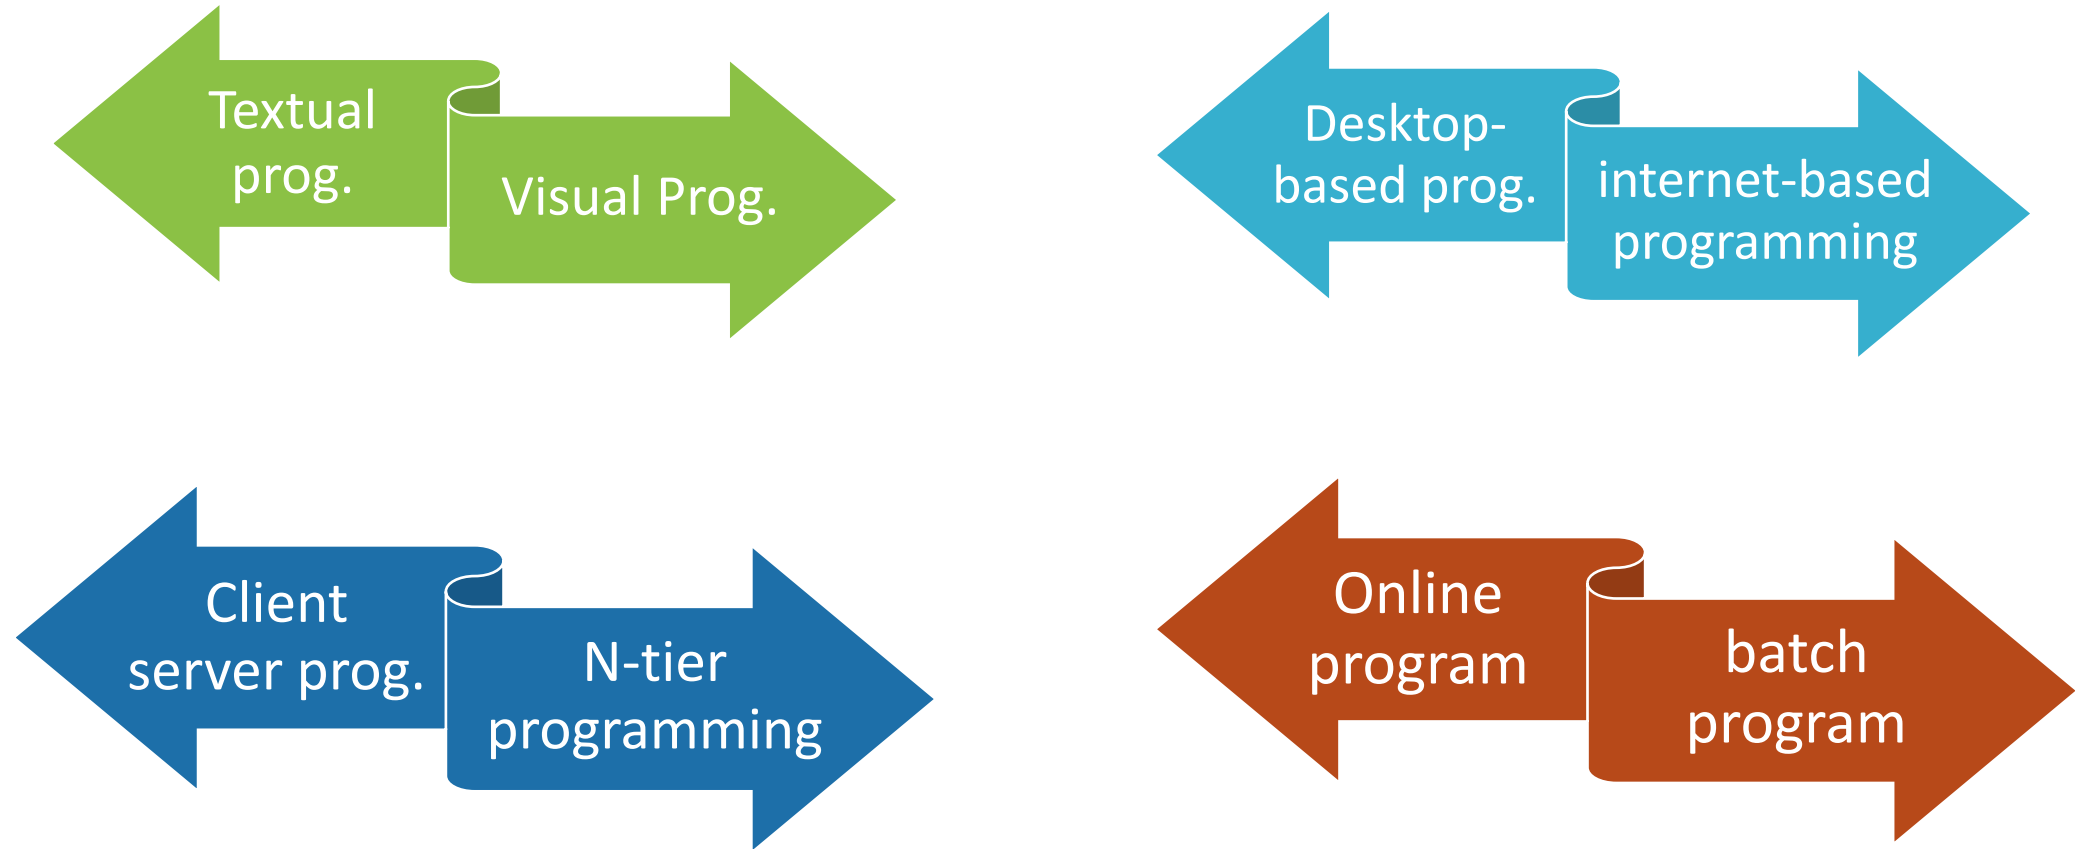 Textual
prog.
Visual Prog.
Desktop-
based prog.
internet-based
programming
Client
server prog.
N-tier
programming
Online
program
batch
program